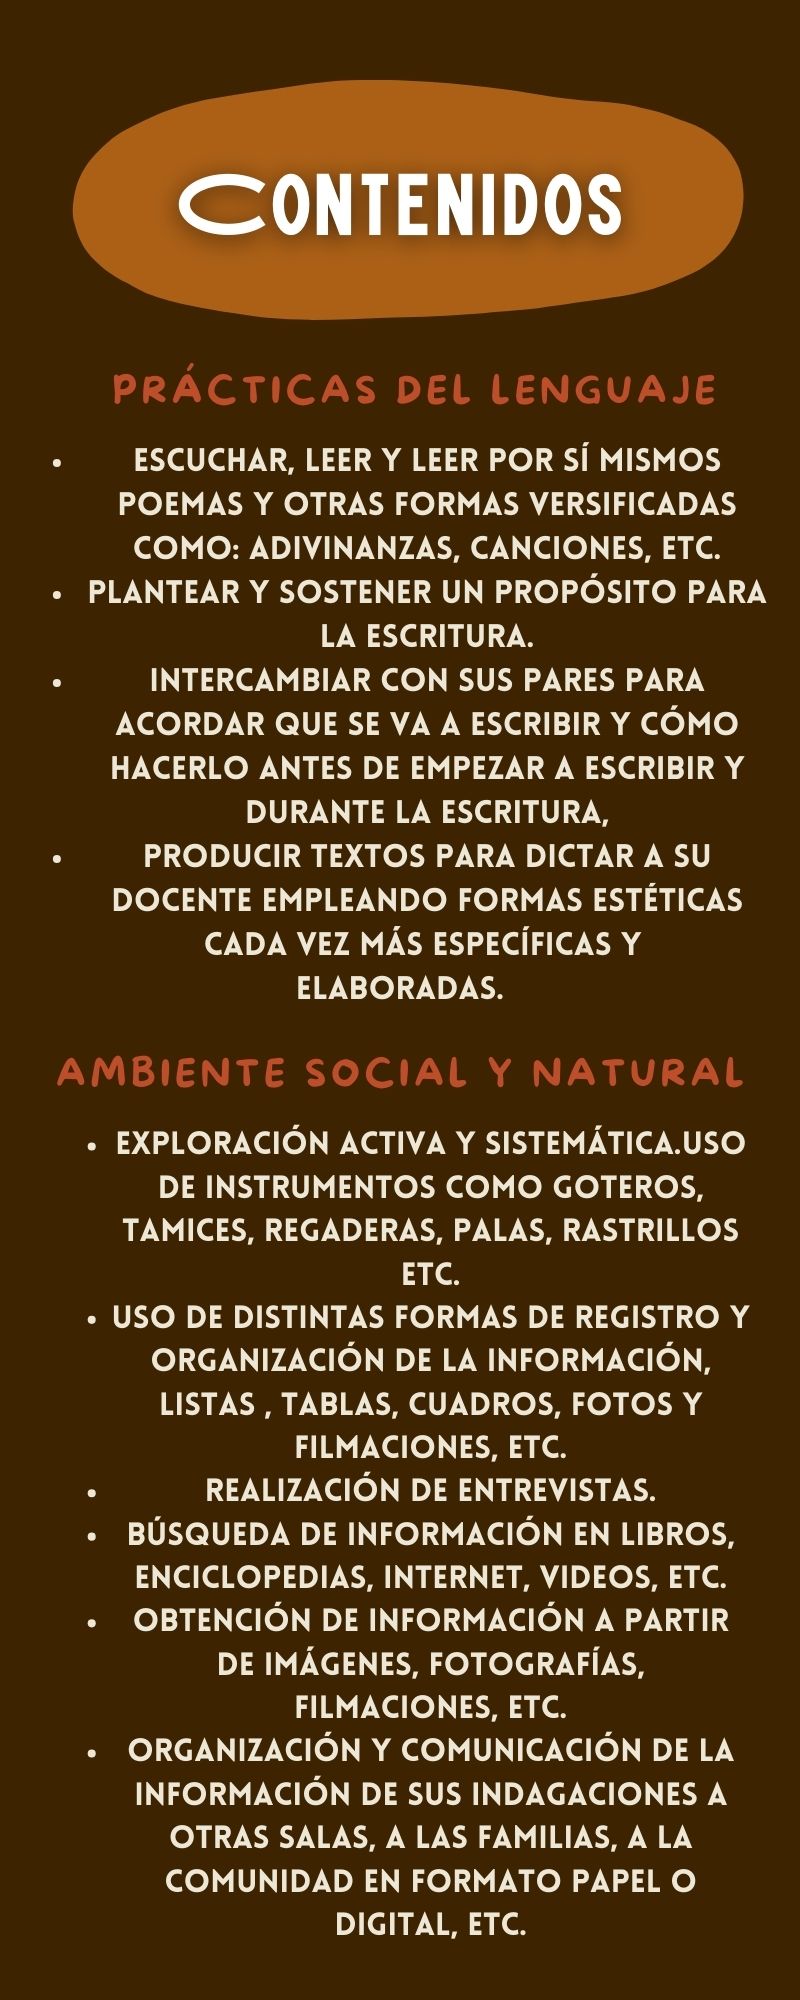 CONTENIDOS
PRÁCTICAS DEL LENGUAJE
• ESCUCHAR, LEER Y LEER POR SÍ MISMOS
POEMAS Y OTRAS FORMAS VERSIFICADAS
COMO: ADIVINANZAS, CANCIONES, ETC.
• PLANTEAR Y SOSTENER UN PROPÓSITO PARA
LA ESCRITURA.
• INTERCAMBIAR CON SUS PARES PARA
ACORDAR QUE SE VA A ESCRIBIR Y CÓMO
HACERLO ANTES DE EMPEZAR A ESCRIBIR Y
DURANTE LA ESCRITURA,
• PRODUCIR TEXTOS PARA DICTAR A SU
DOCENTE EMPLEANDO FORMAS ESTÉTICAS
CADA VEZ MÁS ESPECÍFICAS Y
ELABORADAS.
AMBIENTE SOCIAL Y NATURAL
• EXPLORACIÓN ACTIVA Y SISTEMÁTICA.USO
DE INSTRUMENTOS COMO GOTEROS,
TAMICES, REGADERAS, PALAS, RASTRILLOS
ETC.
• USO DE DISTINTAS FORMAS DE REGISTRO Y
ORGANIZACIÓN DE LA INFORMACIÓN,
LISTAS , TABLAS, CUADROS, FOTOS Y
FILMACIONES, ETC.
• REALIZACIÓN DE ENTREVISTAS.
• BÚSQUEDA DE INFORMACIÓN EN LIBROS,
ENCICLOPEDIAS, INTERNET, VIDEOS, ETC.
• OBTENCIÓN DE INFORMACIÓN A PARTIR
DE IMÁGENES, FOTOGRAFÍAS,
FILMACIONES, ETC.
• ORGANIZACIÓN Y COMUNICACIÓN DE LA
INFORMACIÓN DE SUS INDAGACIONES A
OTRAS SALAS, A LAS FAMILIAS, A LA
COMUNIDAD EN FORMATO PAPEL O
DIGITAL, ETC.